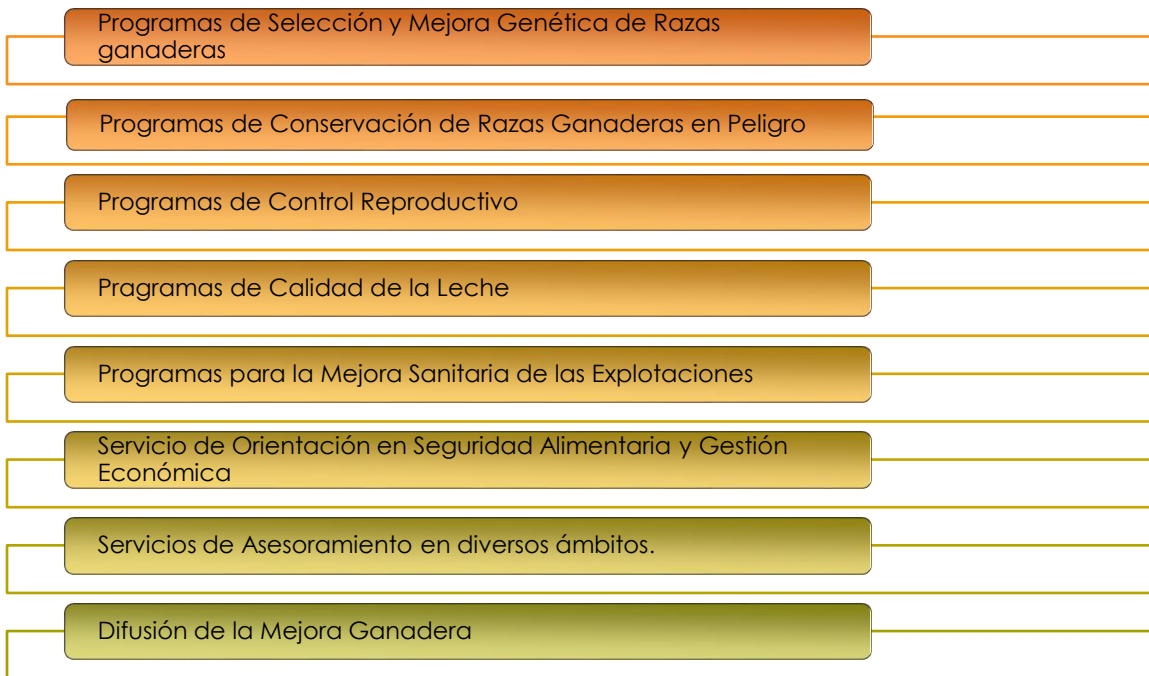 Programas de Selección y Mejora Genética de Razas
ganaderas
Programas de Conservación de Razas Ganaderas en Peligro
Programas de Control Reproductivo
Pragramas de Calidad de la Leche
Programas para la Mejora Sanitaria de las Explotaciones
Servicio de Orientación en Seguridad Alimentaria y Gestión
Económica
Servicios de Asesoramiento en diversos ámbitos.
Difusión de la Mejora Ganadera